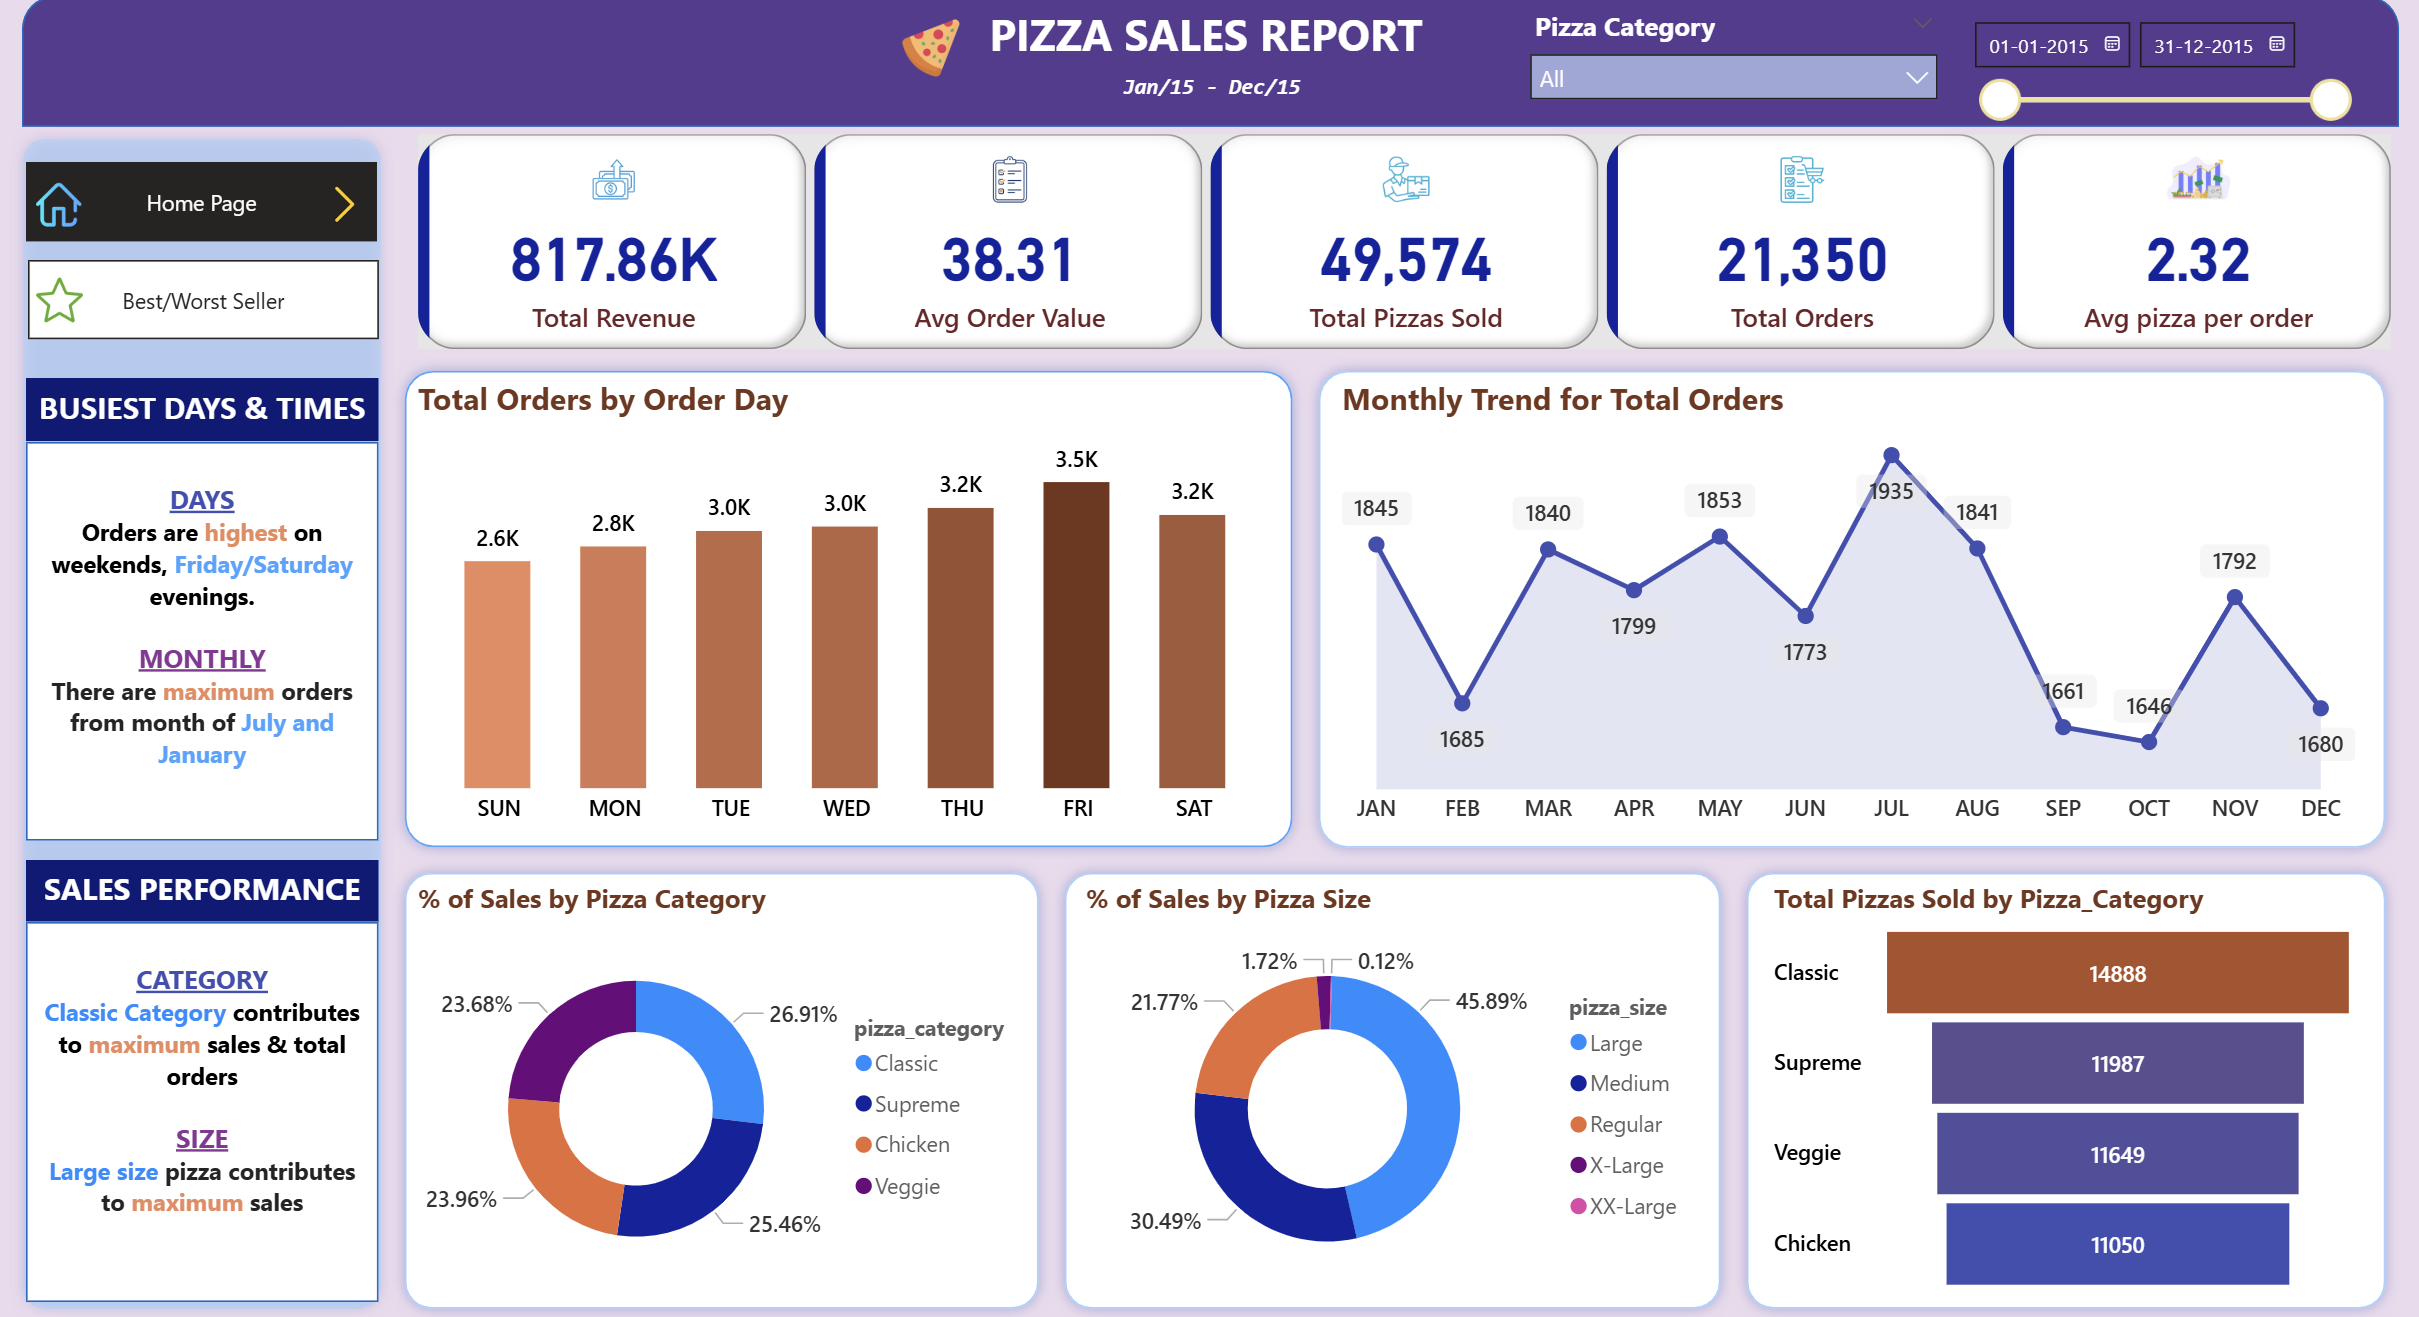 PIZZA SALES REPORT
Jan/15 - Dec/15
Pizza Category
All
01-01-2015
31-12-2015
Home Page
Best/Worst Seller
817.86K
Total Revenue
38.31
Avg Order Value
49,574
Total Pizzas Sold
21,350
Total Orders
2.32
Avg pizza per order
BUSIEST DAYS & TIMES
DAYS
Orders are highest on
weekends, Friday/Saturday
evenings.
MONTHLY
There are maximum orders
from month of July and
January
SALES PERFORMANCE
CATEGORY
Classic Category contributes
to maximum sales & total
orders
SIZE
Large size pizza contributes
to maximum sales
Total Orders by Order Day
2.6K
2.8K
3.0K
3.0K
3.2K
3.5K
3.2K
SUN
MON
TUE
WED
THU
FRI
SAT
Monthly Trend for Total Orders
1845
1685
1840
1799
1853
1773
1935
1841
1661
1646
1792
1680
JAN
FEB
MAR
APR
MAY
JUN
JUL
AUG
SEP
OCT
NOV
DEC
% of Sales by Pizza Category
26.91%
25.46%
23.96%
23.68%
pizza_category
Classic
Supreme
Chicken
Veggie
% of Sales by Pizza Size
1.72%
0.12%
21.77%
45.89%
30.49%
pizza_size
Large
Medium
Regular
X-Large
XX-Large
Total Pizzas Sold by Pizza_Category
Classic
14888
Supreme
11987
Veggie
11649
Chicken
11050